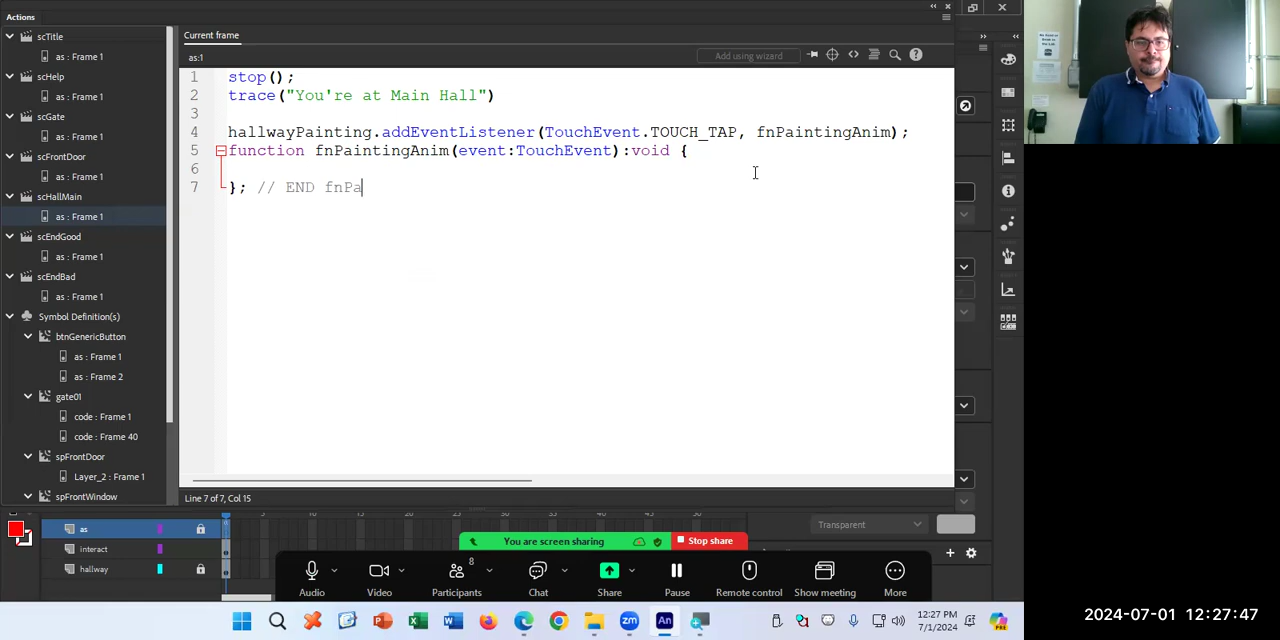 Actions
scTitle
as : Frame 1
scHelp
as : Frame 1
scGate
as : Frame 1
scFrontDoor
as : Frame 1
scHallMain
as : Frame 1
scEndGood
as : Frame 1
scEndBad
as : Frame 1
Symbol Definition(s)
btnGenericButton
as : Frame 1
as : Frame 2
gate01
code : Frame 1
code : Frame 40
spFrontDoor
Layer_2 : Frame 1
spFrontWindow
Current frame
as:1
Add using wizard
1 stop();
2 trace("You're at Main Hall")
3
4 hallwayPainting.addEventListener(TouchEvent.TOUCH_TAP, fnPaintingAnim);
5 function fnPaintingAnim(event:TouchEvent):void {
6
7 }; // END fnPa
Line 7 of 7, Col 15
as
interact
hallway
Transparent
You are screen sharing
Stop share
8
Audio
Video
Participants
Chat
Share
Pause
Remote control
Show meeting
More
12:27 PM
7/1/2024
2024-07-01 12:27:47